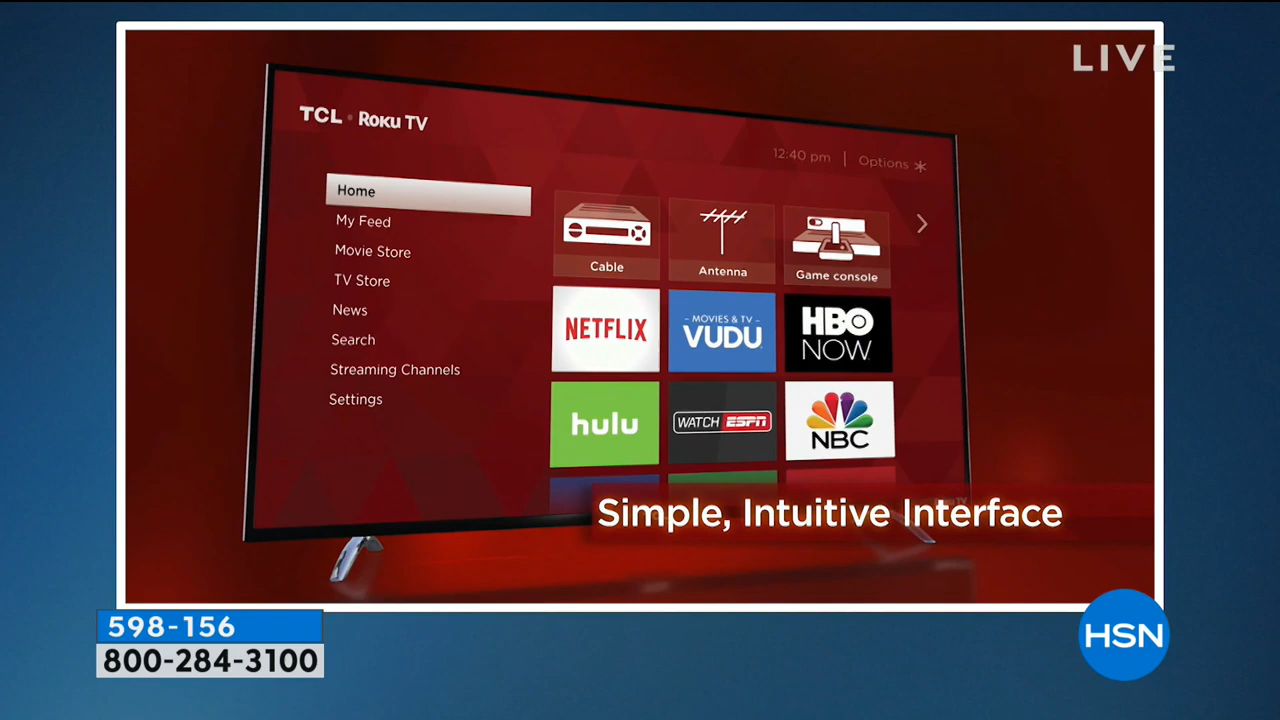 LIVE
TCL • Roku TV
12:40 pm | Options
Home
My Feed
Movie Store
TV Store
News
Search
Streaming Channels
Settings
Cable
Antenna
Game console
NETFLIX
– MOVIES & TV –
VUDU
HBO
NOW
hulu
WATCH ESPN
NBC
Simple, Intuitive Interface
598-156
800-284-3100
HSN